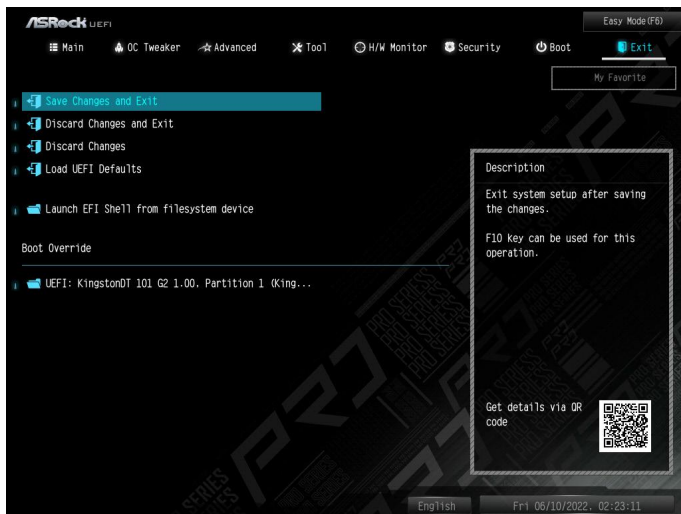 ASRock UEFI
Easy Mode(F6)
Main OC Tweaker Advanced Tool H/W Monitor Security Boot Exit
My Favorite
Save Changes and Exit
Discard Changes and Exit
Discard Changes
Load UEFI Defaults
Launch EFI Shell from filesystem device
Boot Override
UEFI: KingstonDT 101 G2 1.00, Partition 1 (King...
Description
Exit system setup after saving
the changes.
F10 key can be used for this
operation.
Get details via QR
code
English
Fri 06/10/2022. 02:23:11